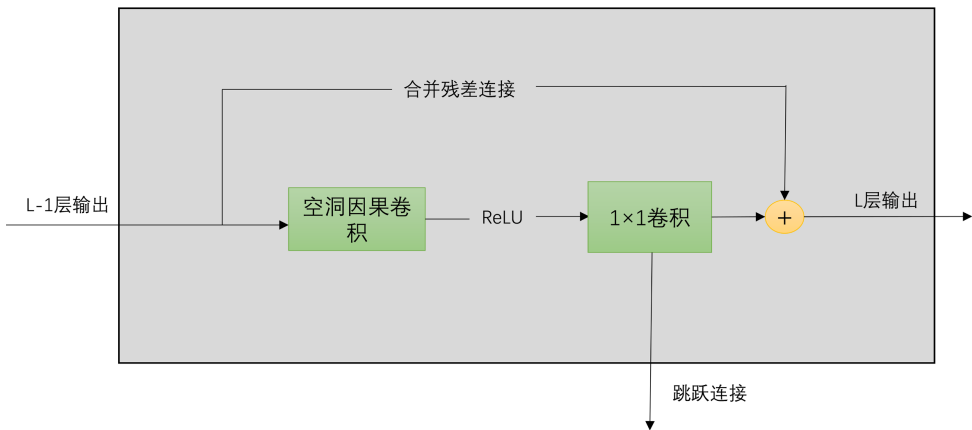 合并残差连接
L-1层输出
空洞因果卷
积
ReLU
1×1卷积
+
L层输出
跳跃连接